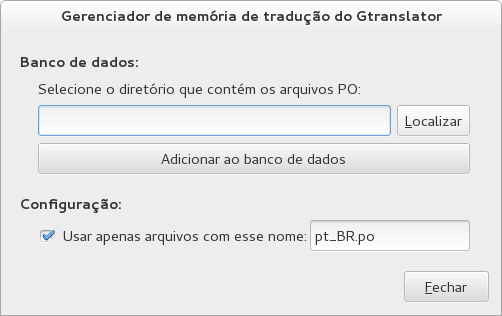 Gerenciador de memória de tradução do Gtranslator
Banco de dados:
Selecione o diretório que contém os arquivos PO:
Localizar
Adicionar ao banco de dados
Configuração:
Usar apenas arquivos com esse nome: pt_BR.po
Fechar